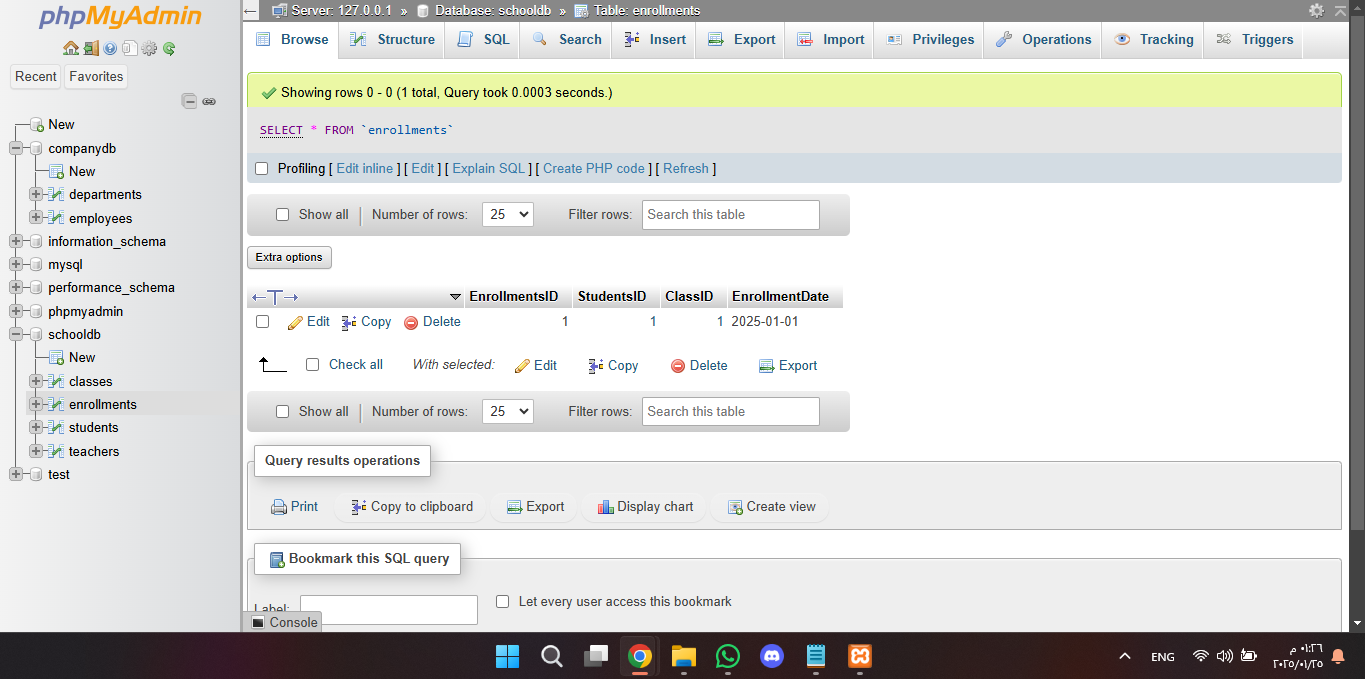 phpMyAdmin
Recent Favorites
New
companydb
New
departments
employees
information_schema
mysql
performance_schema
phpmyadmin
schooldb
New
classes
enrollments
students
teachers
test
Server: 127.0.0.1 » Database: schooldb » Table: enrollments
Browse Structure SQL Search Insert Export Import Privileges Operations Tracking Triggers
Showing rows 0 - 0 (1 total, Query took 0.0003 seconds.)
SELECT * FROM `enrollments`
Profiling [ Edit inline ] [ Edit ] [ Explain SQL ] [ Create PHP code ] [ Refresh ]
Show all Number of rows: 25 Filter rows: Search this table
Extra options
←T→ EnrollmentsID StudentsID ClassID EnrollmentDate
Edit Copy Delete 1 1 1 2025-01-01
Check all With selected: Edit Copy Delete Export
Show all Number of rows: 25 Filter rows: Search this table
Query results operations
Print Copy to clipboard Export Display chart Create view
Bookmark this SQL query
Label: Let every user access this bookmark
Console
ENG
٠١:٢٦ م
٢٠٢٥/٠١/٢٥